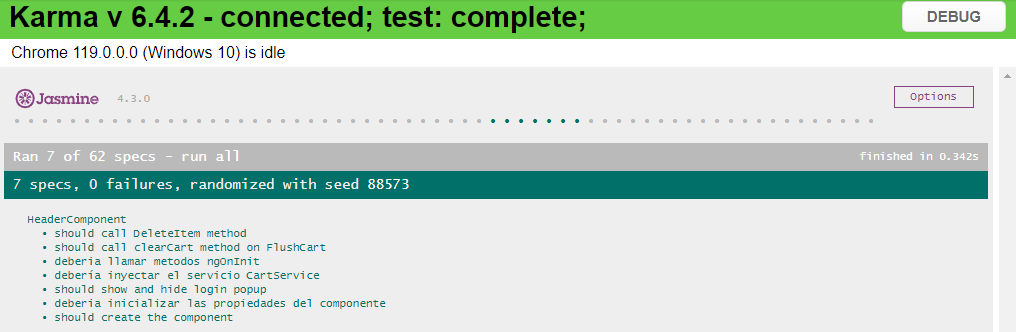 Karma v 6.4.2 - connected; test: complete;
DEBUG
Chrome 119.0.0.0 (Windows 10) is idle
Jasmine 4.3.0
Options
Ran 7 of 62 specs - run all
finished in 0.342s
7 specs, 0 failures, randomized with seed 88573
HeaderComponent
• should call DeleteItem method
• should call clearCart method on FlushCart
• deberia llamar metodos ngOnInit
• debería inyectar el servicio CartService
• should show and hide login popup
• deberia inicializar las propiedades del componente
• should create the component